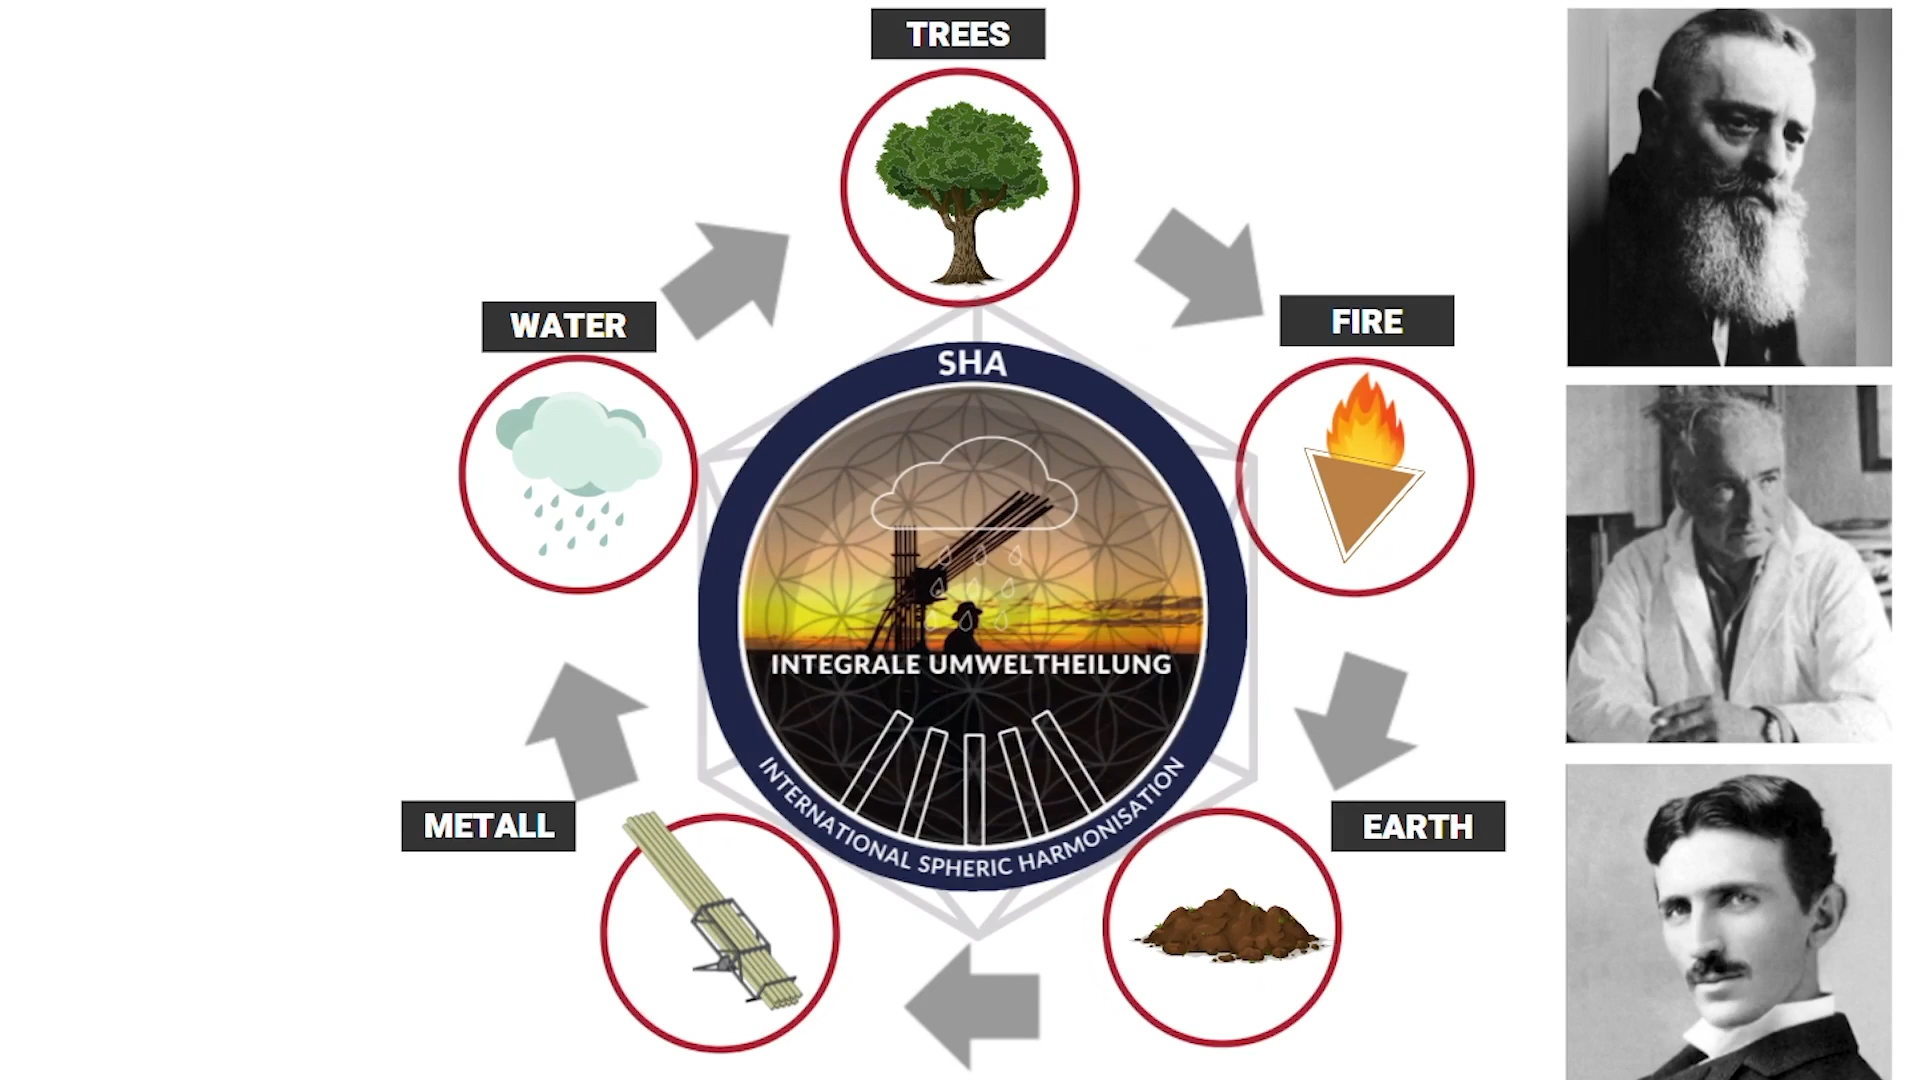 TREES
WATER
FIRE
SHA
INTEGRALE UMWELTHEILUNG
INTERNATIONAL SPHERIC HARMONISATION
METALL
EARTH